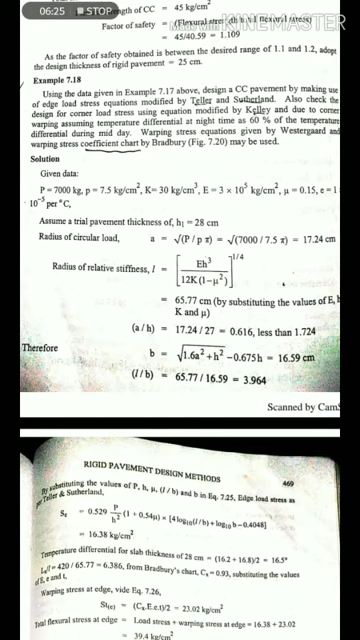 06:25 STOP
MADE WITH
KINEMASTER
ngth of CC = 45 kg/cm²
Factor of safety = (Flexural
= 45/40.59 = 1.109
As the factor of safety obtained is between the desired range of 1.1 and 1.2, adopt
the design thickness of rigid pavement = 25 cm.
Example 7.18
Using the data given in Example 7.17 above, design a CC pavement by making use
of edge load stress equations modified by Teller and Sutherland. Also check the
design for corner load stress using equation modified by Kelley and due to corner
warping assuming temperature differential at night time as 60 % of the temperature
differential during mid day. Warping stress equations given by Westergaard and
warping stress coefficient chart by Bradbury (Fig. 7.20) may be used.
Solution
Given data:
P = 7000 kg, p = 7.5 kg/cm², K= 30 kg/cm³, E = 3 × 10⁵ kg/cm², μ = 0.15, e = 1
10⁻⁵ per °C,
Assume a trial pavement thickness of, h₁ = 28 cm
Radius of circular load, a = √(P / p π) = √(7000 / 7.5 π) = 17.24 cm
Radius of relative stiffness, l = [Eh³ / 12K (1−μ²)]^1/4
= 65.77 cm (by substituting the values of E, h
K and μ)
(a / h) = 17.24 / 27 = 0.616, less than 1.724
Therefore b = √1.6a² + h² − 0.675h = 16.59 cm
(l / b) = 65.77 / 16.59 = 3.964
Scanned by Cam
RIGID PAVEMENT DESIGN METHODS 469
By substituting the values of P, h, μ, (l / b) and b in Eq. 7.25, Edge load stress as
per Teller & Sutherland,
Se = 0.529 P/h² (1 + 0.54μ) × [4 log₁₀(l / b) + log₁₀ b − 0.4048]
= 16.38 kg/cm²
Temperature differential for slab thickness of 28 cm = (16.2 + 16.8)/2 = 16.5°
/l = 420 / 65.77 = 6.386, from Bradbury's chart, Cx = 0.93, substituting the values
of E, e and t,
Warping stress at edge, vide Eq. 7.26,
St(e) = (Cx.E.e.t)/2 = 23.02 kg/cm²
Total flexural stress at edge = Load stress + warping stress at edge = 16.38 + 23.02
= 39.4 kg/cm²